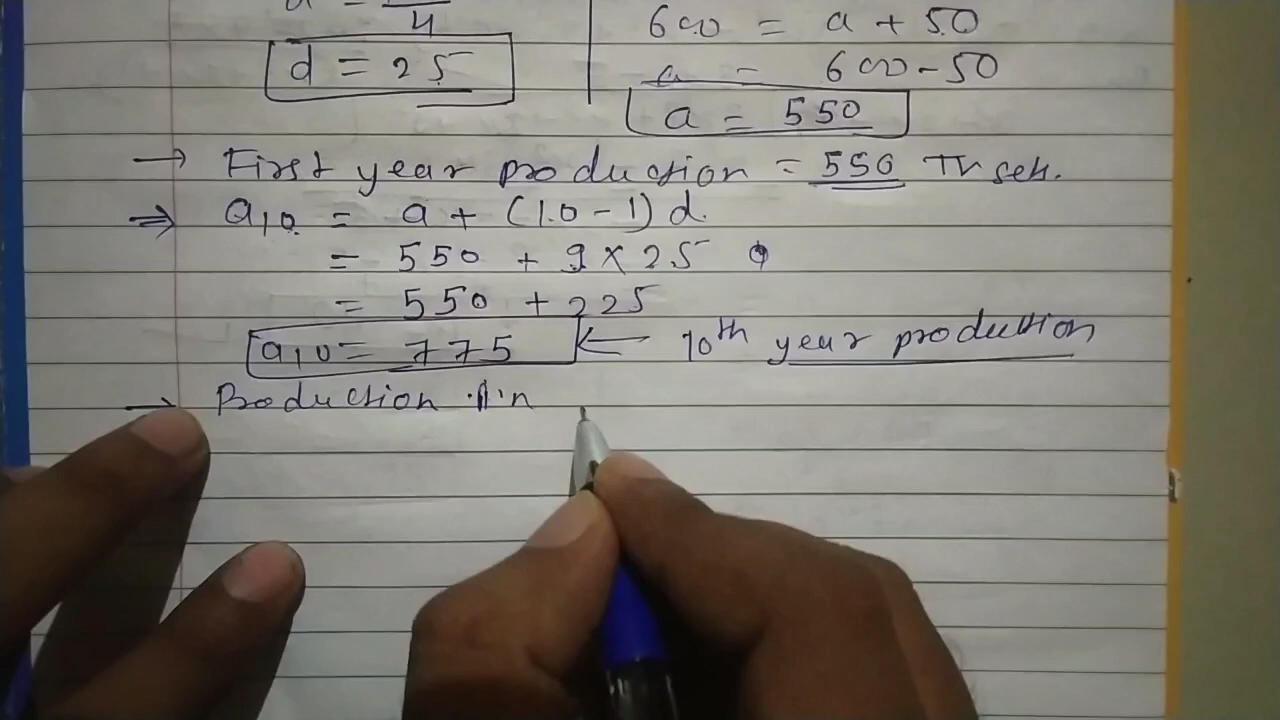 4
d = 25
600 = a + 50
a = 600 - 50
a = 550
→ First year production = 550 TV sets.
⇒ a10 = a + (10 - 1) d.
= 550 + 9 × 25
= 550 + 225
a10 = 775 ← 10th year production
→ Production in